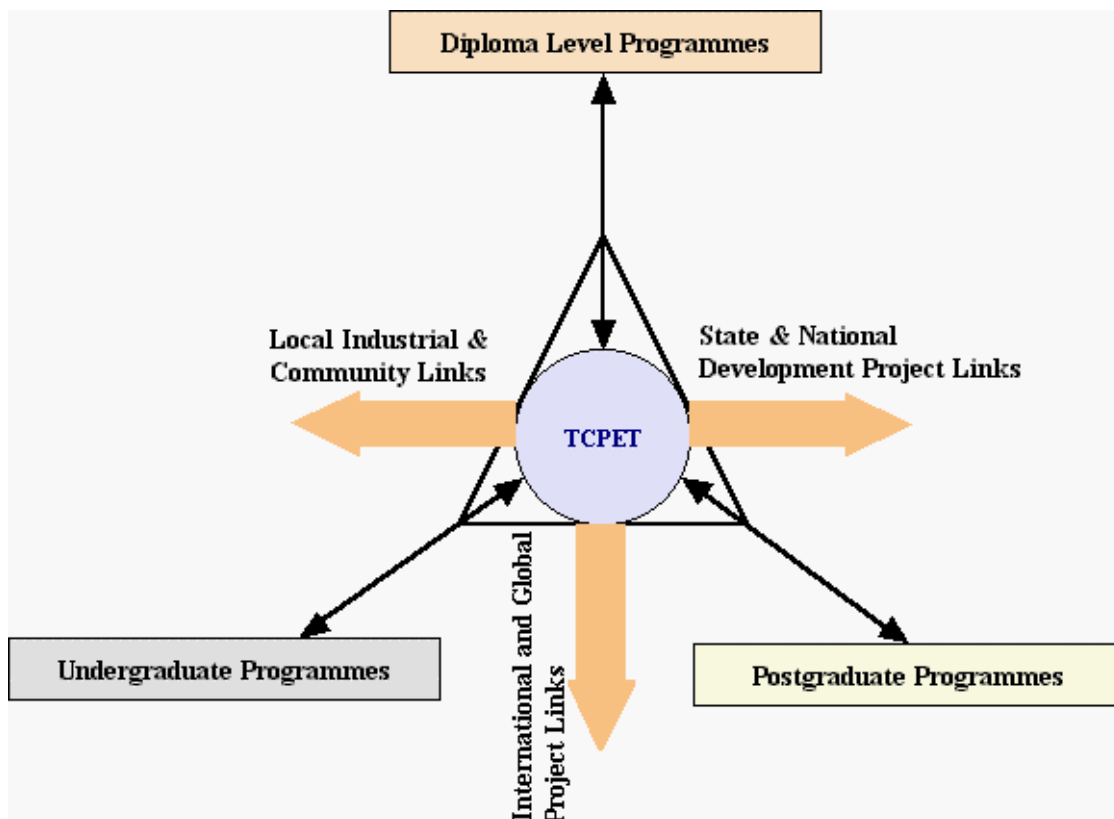 Diploma Level Programmes
Local Industrial &
Community Links
State & National
Development Project Links
TCPET
International and Global
Project Links
Undergraduate Programmes
Postgraduate Programmes